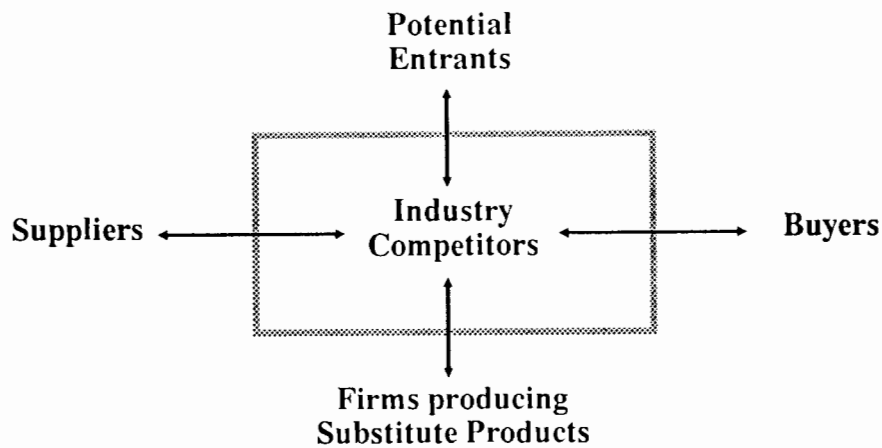 Potential
Entrants
Suppliers
Industry
Competitors
Buyers
Firms producing
Substitute Products